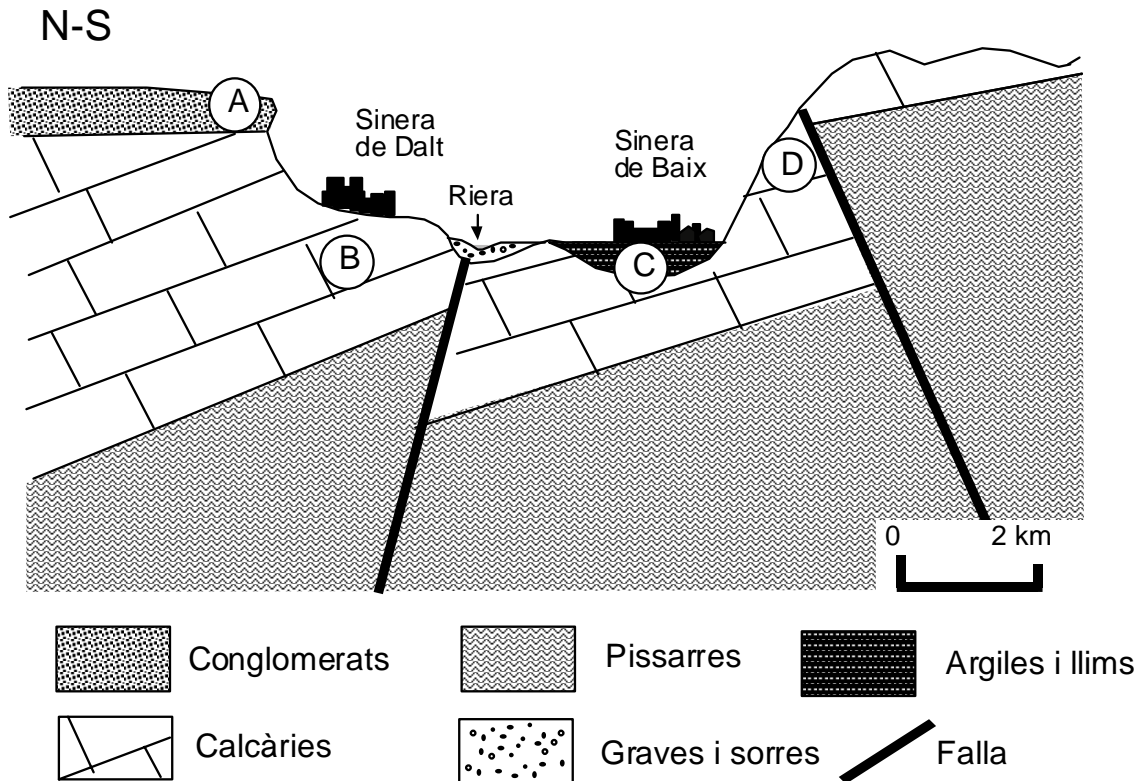 N-S
A
Sinera
de Dalt
Riera
Sinera
de Baix
D
B
C
0 2 km
Conglomerats
Pissarres
Argiles i llims
Calcàries
Graves i sorres
Falla